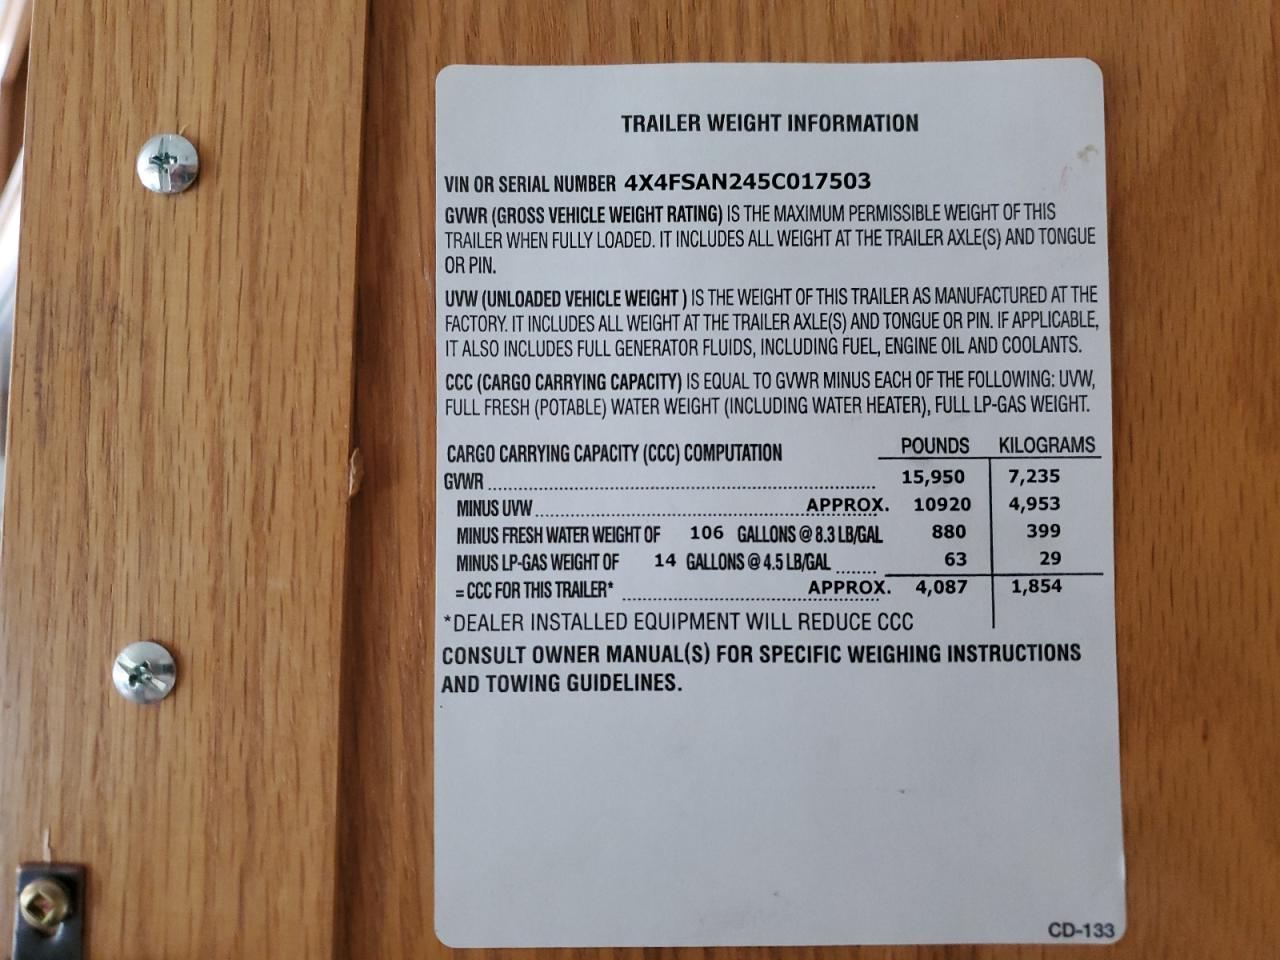 TRAILER WEIGHT INFORMATION
VIN OR SERIAL NUMBER 4X4FSAN245C017503
GVWR (GROSS VEHICLE WEIGHT RATING) IS THE MAXIMUM PERMISSIBLE WEIGHT OF THIS
TRAILER WHEN FULLY LOADED. IT INCLUDES ALL WEIGHT AT THE TRAILER AXLE(S) AND TONGUE
OR PIN.
UVW (UNLOADED VEHICLE WEIGHT ) IS THE WEIGHT OF THIS TRAILER AS MANUFACTURED AT THE
FACTORY. IT INCLUDES ALL WEIGHT AT THE TRAILER AXLE(S) AND TONGUE OR PIN. IF APPLICABLE,
IT ALSO INCLUDES FULL GENERATOR FLUIDS, INCLUDING FUEL, ENGINE OIL AND COOLANTS.
CCC (CARGO CARRYING CAPACITY) IS EQUAL TO GVWR MINUS EACH OF THE FOLLOWING: UVW,
FULL FRESH (POTABLE) WATER WEIGHT (INCLUDING WATER HEATER), FULL LP-GAS WEIGHT.
CARGO CARRYING CAPACITY (CCC) COMPUTATION POUNDS KILOGRAMS
GVWR 15,950 7,235
MINUS UVW APPROX. 10920 4,953
MINUS FRESH WATER WEIGHT OF 106 GALLONS @ 8.3 LB/GAL 880 399
MINUS LP-GAS WEIGHT OF 14 GALLONS @ 4.5 LB/GAL 63 29
= CCC FOR THIS TRAILER* APPROX. 4,087 1,854
*DEALER INSTALLED EQUIPMENT WILL REDUCE CCC
CONSULT OWNER MANUAL(S) FOR SPECIFIC WEIGHING INSTRUCTIONS
AND TOWING GUIDELINES.
CD-133